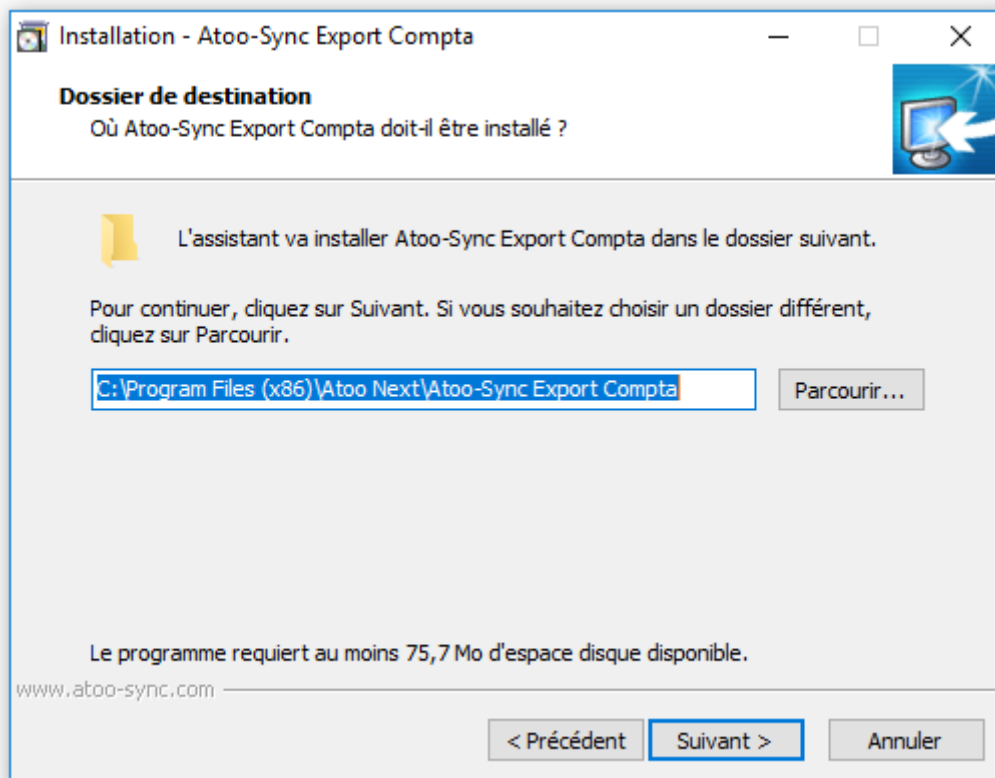 Installation - Atoo-Sync Export Compta
Dossier de destination
Où Atoo-Sync Export Compta doit-il être installé ?
L'assistant va installer Atoo-Sync Export Compta dans le dossier suivant.
Pour continuer, cliquez sur Suivant. Si vous souhaitez choisir un dossier différent,
cliquez sur Parcourir.
C:\Program Files (x86)\Atoo Next\Atoo-Sync Export Compta
Parcourir...
Le programme requiert au moins 75,7 Mo d'espace disque disponible.
www.atoo-sync.com
< Précédent
Suivant >
Annuler